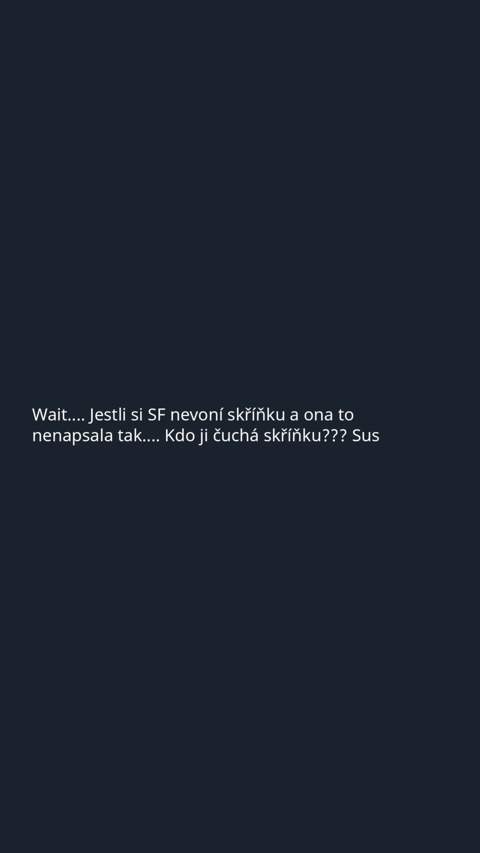 Wait.... Jestli si SF nevoní skříňku a ona to
nenapsala tak.... Kdo ji čuchá skříňku??? Sus